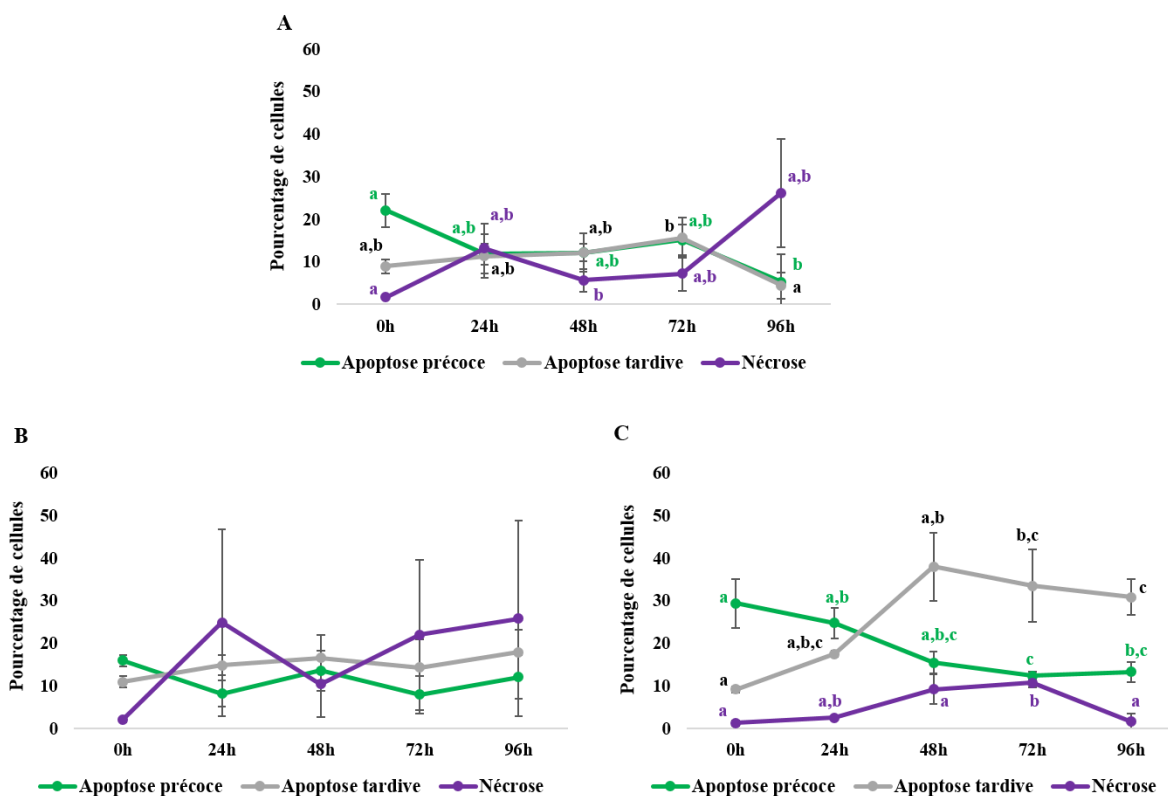 A
Pourcentage de cellules
60
50
40
30
20
10
0
a
a,b
a
a,b
a,b
a,b
a,b
a,b
b
b
a,b
a,b
a,b
b
a
0h 24h 48h 72h 96h
Apoptose précoce Apoptose tardive Nécrose
B
Pourcentage de cellules
60
50
40
30
20
10
0
0h 24h 48h 72h 96h
Apoptose précoce Apoptose tardive Nécrose
C
Pourcentage de cellules
60
50
40
30
20
10
0
a
a
a
a,b
a,b,c
a,b
a,b
a,b,c
a
b,c
c
b
c
b,c
a
0h 24h 48h 72h 96h
Apoptose précoce Apoptose tardive Nécrose